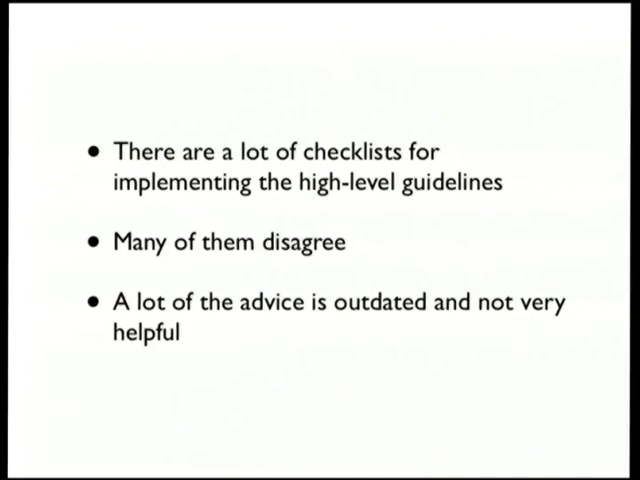 • There are a lot of checklists for
implementing the high-level guidelines
• Many of them disagree
• A lot of the advice is outdated and not very
helpful